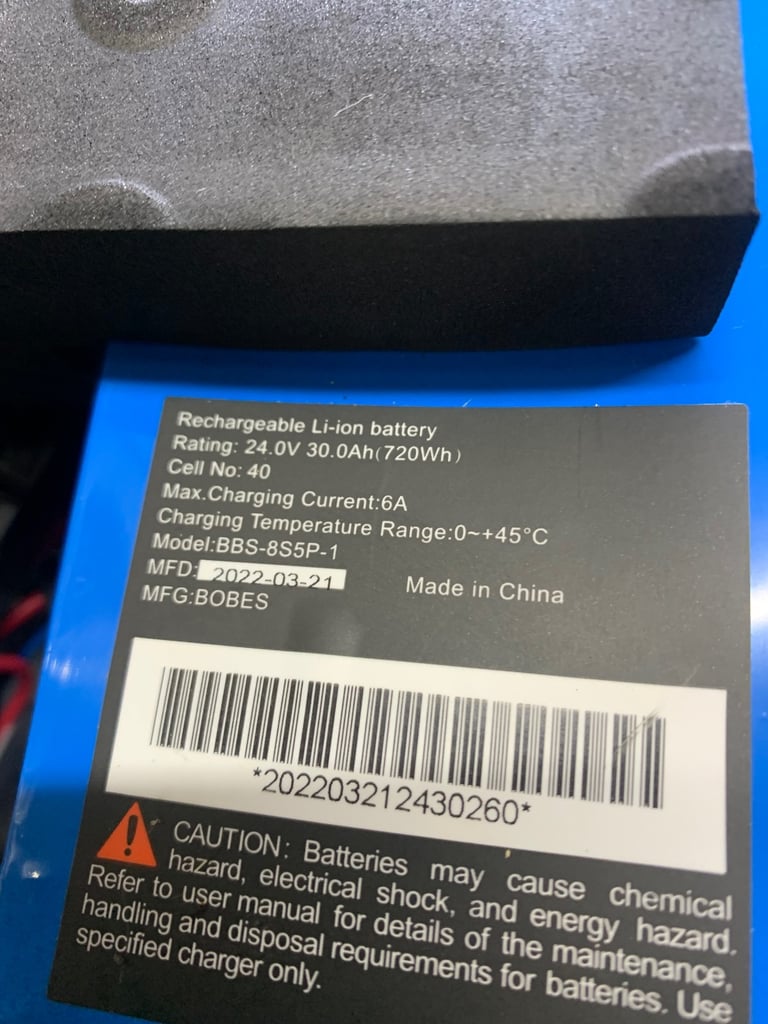 Rechargeable Li-ion battery
Rating: 24.0V 30.0Ah(720Wh)
Cell No: 40
Max.Charging Current:6A
Charging Temperature Range:0~+45°C
Model:BBS-8S5P-1
MFD: 2022-03-21 Made in China
MFG:BOBES
*202203212430260*
CAUTION: Batteries may cause chemical
hazard, electrical shock, and energy hazard.
Refer to user manual for details of the maintenance,
handling and disposal requirements for batteries. Use
specified charger only.